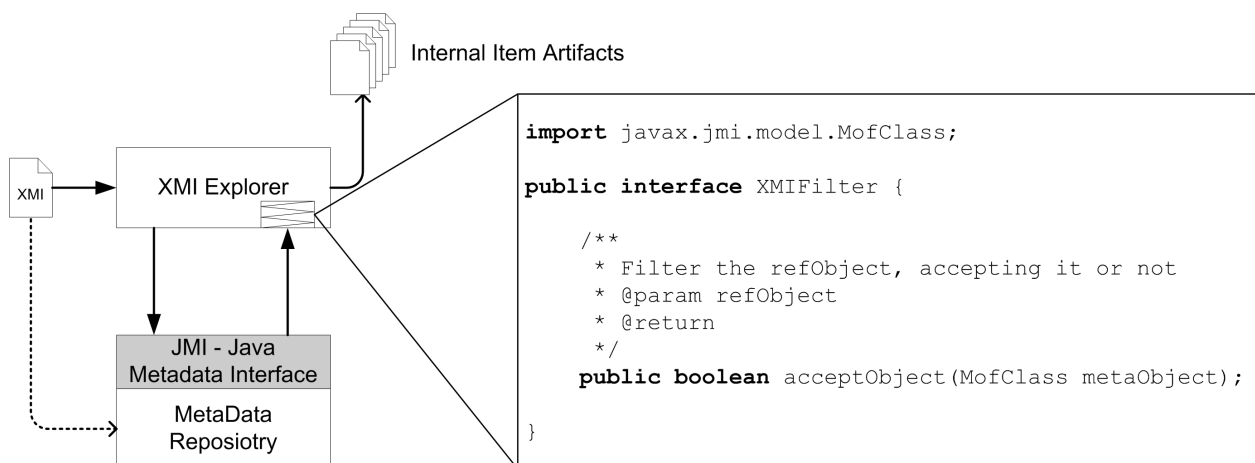 Internal Item Artifacts
XMI
XMI Explorer
JMI - Java
Metadata Interface
MetaData
Reposiotry
import javax.jmi.model.MofClass;
public interface XMIFilter {
/**
* Filter the refObject, accepting it or not
* @param refObject
* @return
*/
public boolean acceptObject(MofClass metaObject);
}